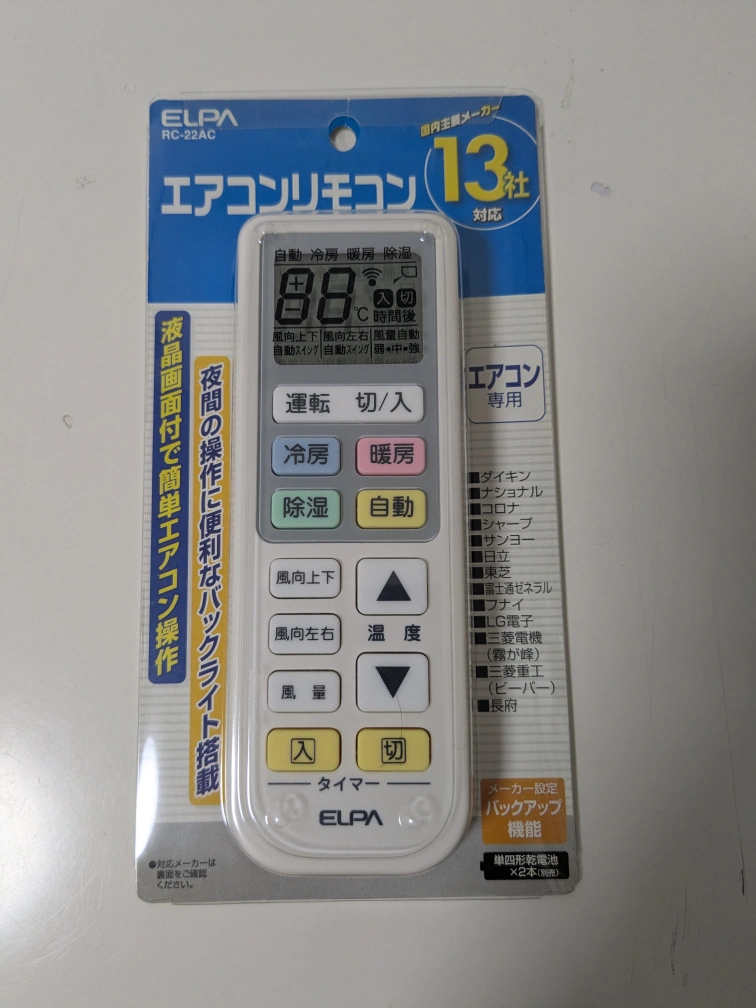 ELPA
RC-22AC
国内主要メーカー
13社
対応
エアコンリモコン
液晶画面付で簡単エアコン操作
夜間の操作に便利なバックライト搭載
自動 冷房 暖房 除湿
88℃
入 切
時間後
風向上下 風向左右 風量自動
自動スイング 自動スイング 弱・中・強
運転 切/入
冷房 暖房
除湿 自動
風向上下
風向左右
温度
風量
入 切
タイマー
ELPA
エアコン
専用
■ダイキン
■ナショナル
■コロナ
■シャープ
■サンヨー
■日立
■東芝
■富士通ゼネラル
■フナイ
■LG電子
■三菱電機
(霧が峰)
■三菱重工
(ビーバー)
■長府
メーカー設定
バックアップ
機能
単四形乾電池
×2本(別売)
●対応メーカーは
裏面をご確認
ください。